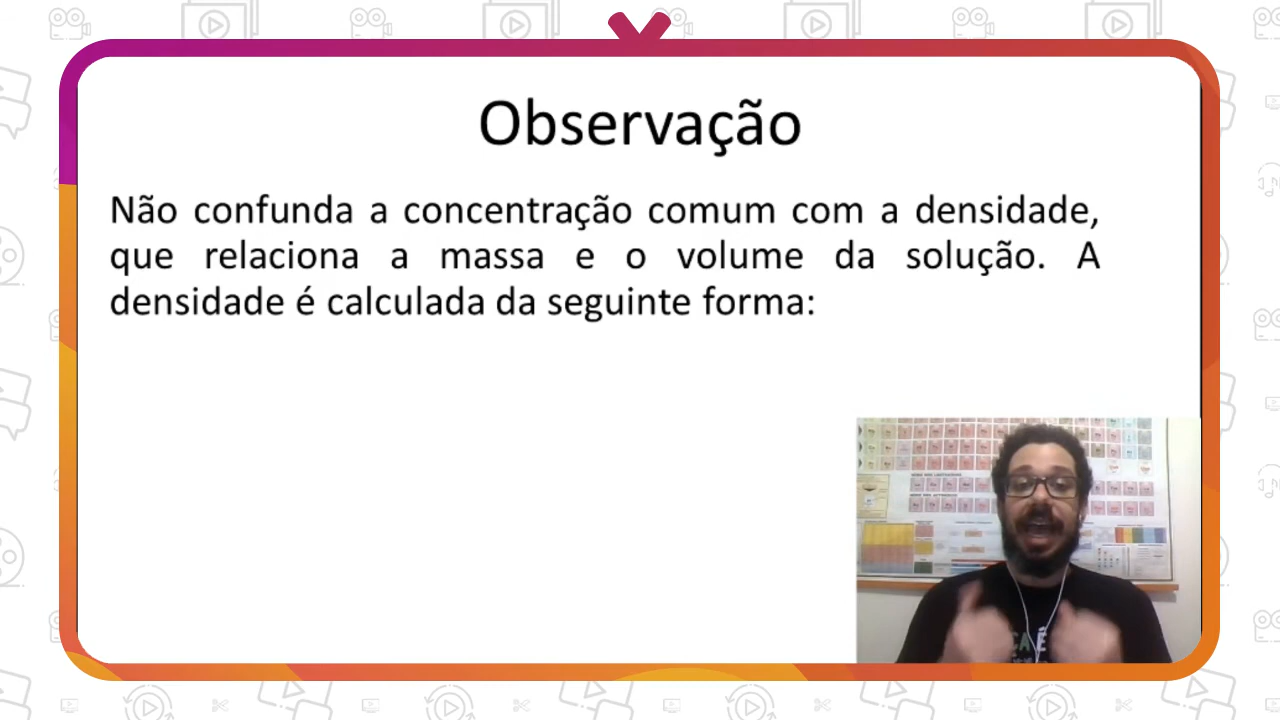 Observação
Não confunda a concentração comum com a densidade,
que relaciona a massa e o volume da solução. A
densidade é calculada da seguinte forma: